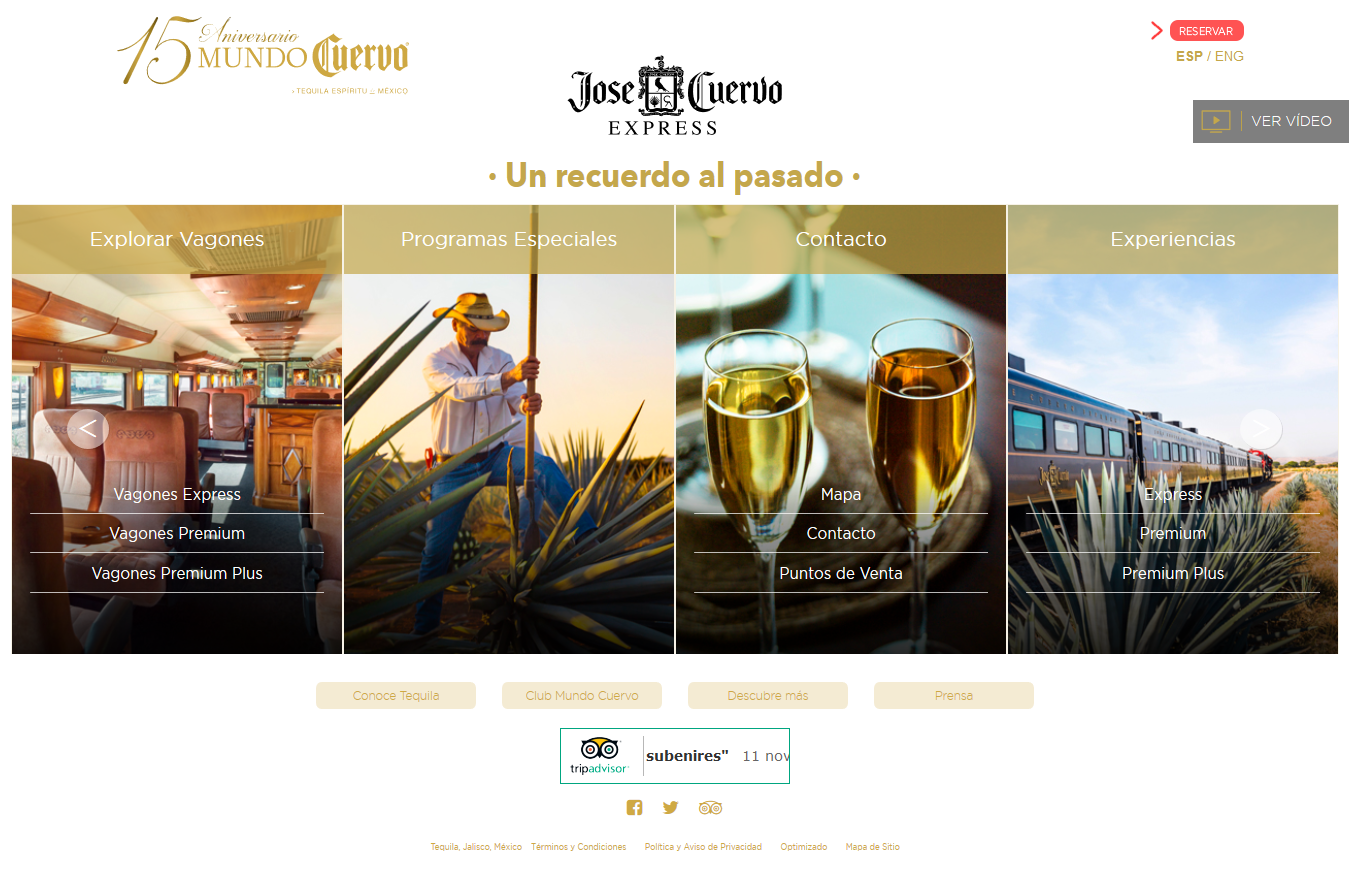 15 Aniversario
MUNDO Cuervo
TEQUILA ESPÍRITU DE MÉXICO
RESERVAR
ESP / ENG
Jose Cuervo
EXPRESS
VER VÍDEO
• Un recuerdo al pasado •
Explorar Vagones
Programas Especiales
Contacto
Experiencias
<
>
Vagones Express
Vagones Premium
Vagones Premium Plus
Mapa
Contacto
Puntos de Venta
Express
Premium
Premium Plus
Conoce Tequila
Club Mundo Cuervo
Descubre más
Prensa
tripadvisor
subenires" 11 nov
Tequila, Jalisco, México Términos y Condiciones Política y Aviso de Privacidad Optimizado Mapa de Sitio